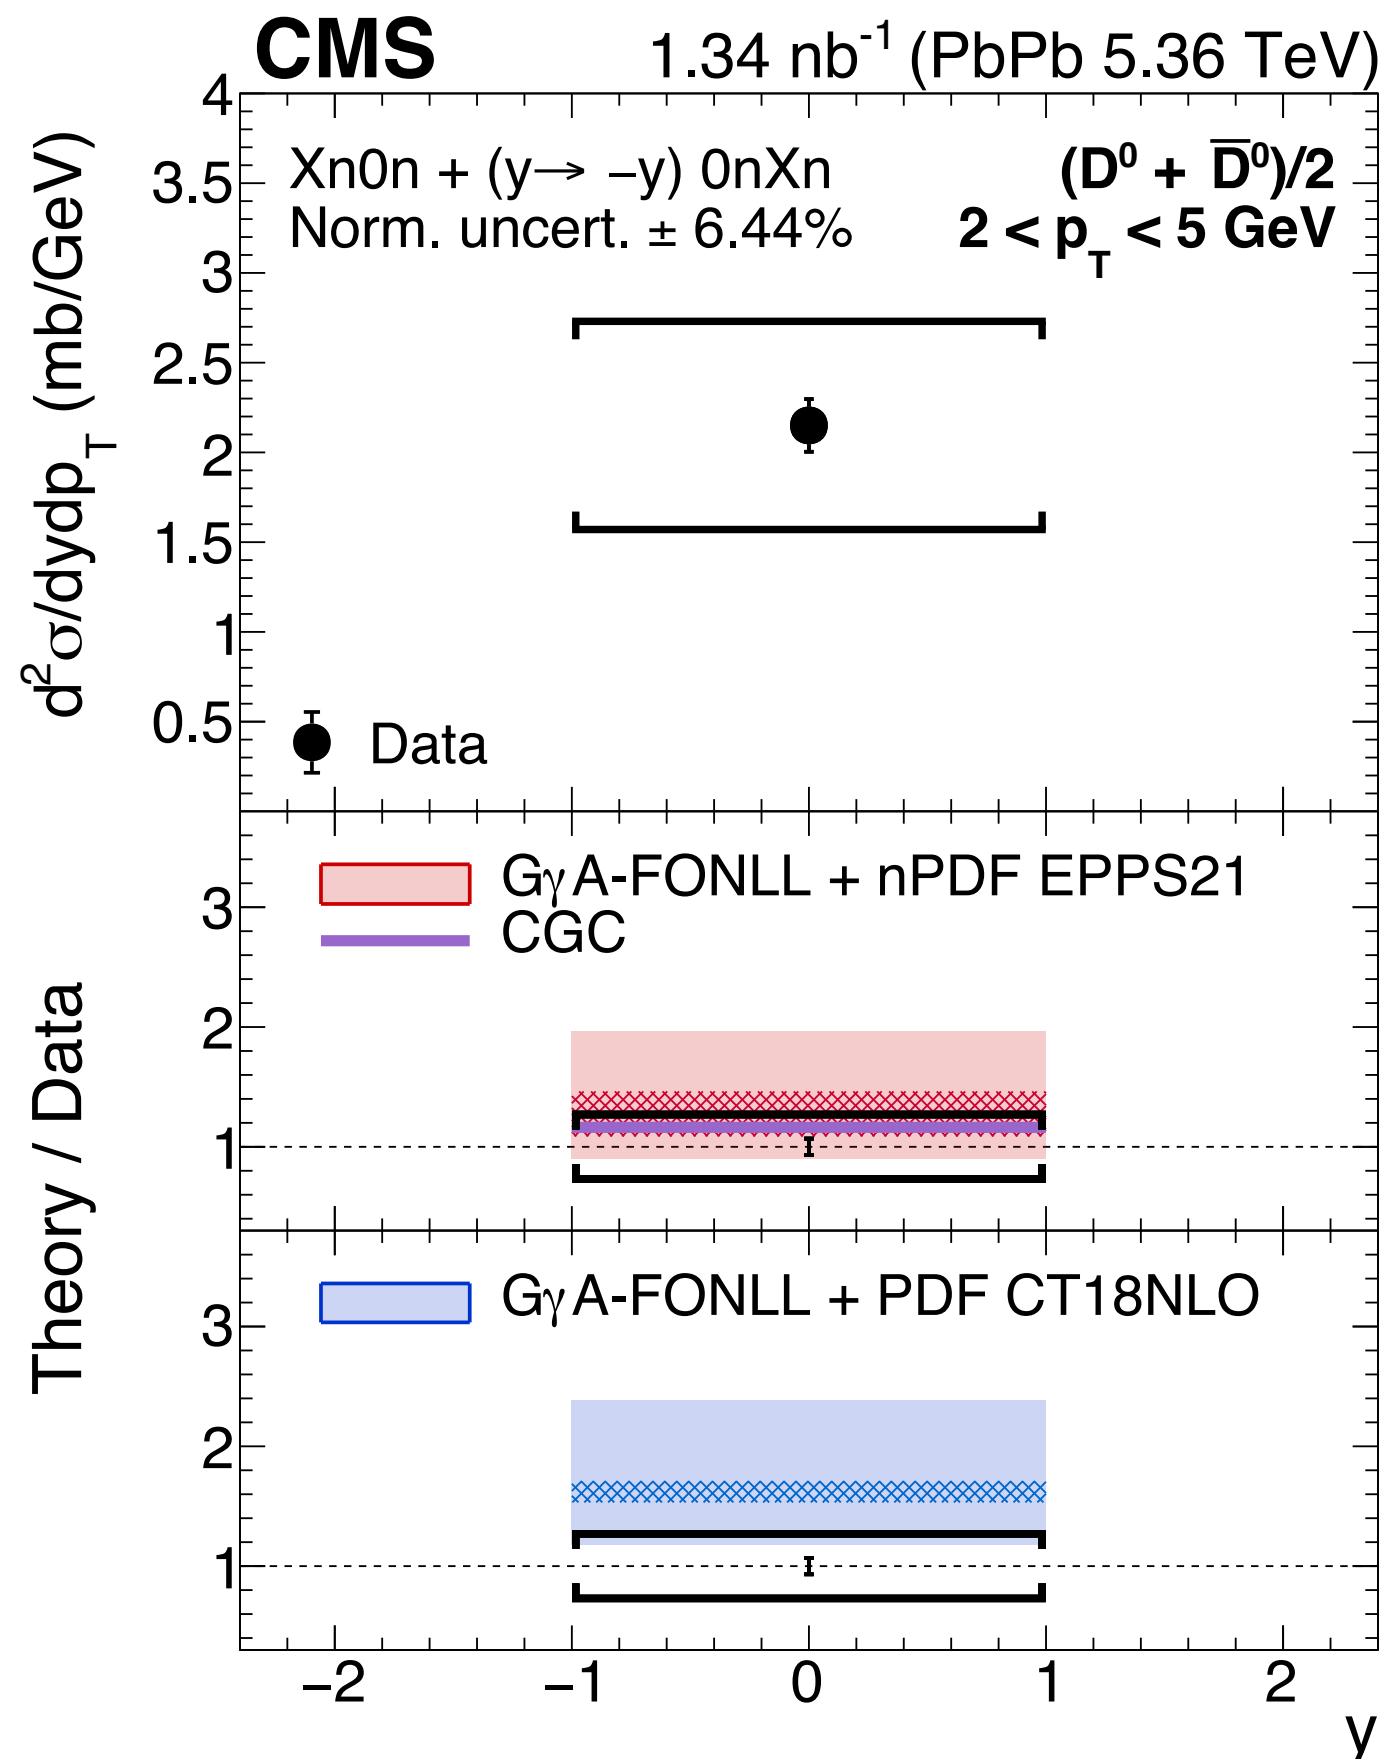 CMS 1.34 nb⁻¹ (PbPb 5.36 TeV)
Xn0n + (y→ –y) 0nXn
Norm. uncert. ± 6.44%
(D⁰ + D̅⁰)/2
2 < p_T < 5 GeV
d²σ/dydp_T (mb/GeV)
4
3.5
3
2.5
2
1.5
1
0.5
Data
GγA-FONLL + nPDF EPPS21
CGC
3
2
1
Theory / Data
GγA-FONLL + PDF CT18NLO
3
2
1
−2 −1 0 1 2
y